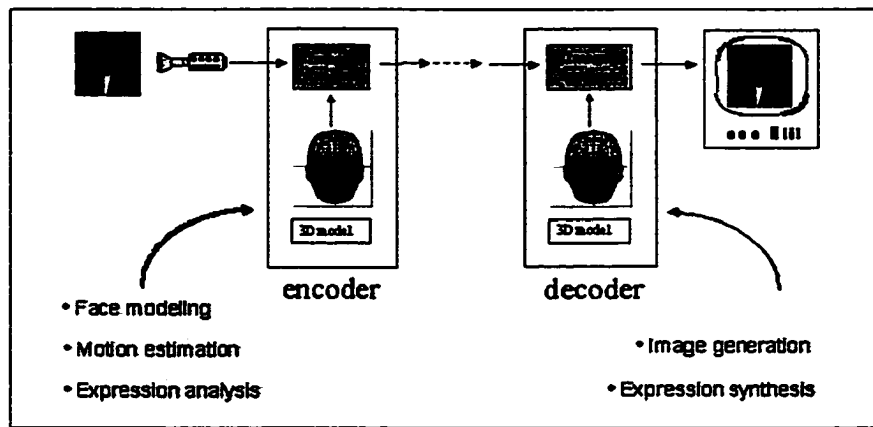 3D model
3D model
encoder
decoder
• Face modeling
• Motion estimation
• Expression analysis
• Image generation
• Expression synthesis